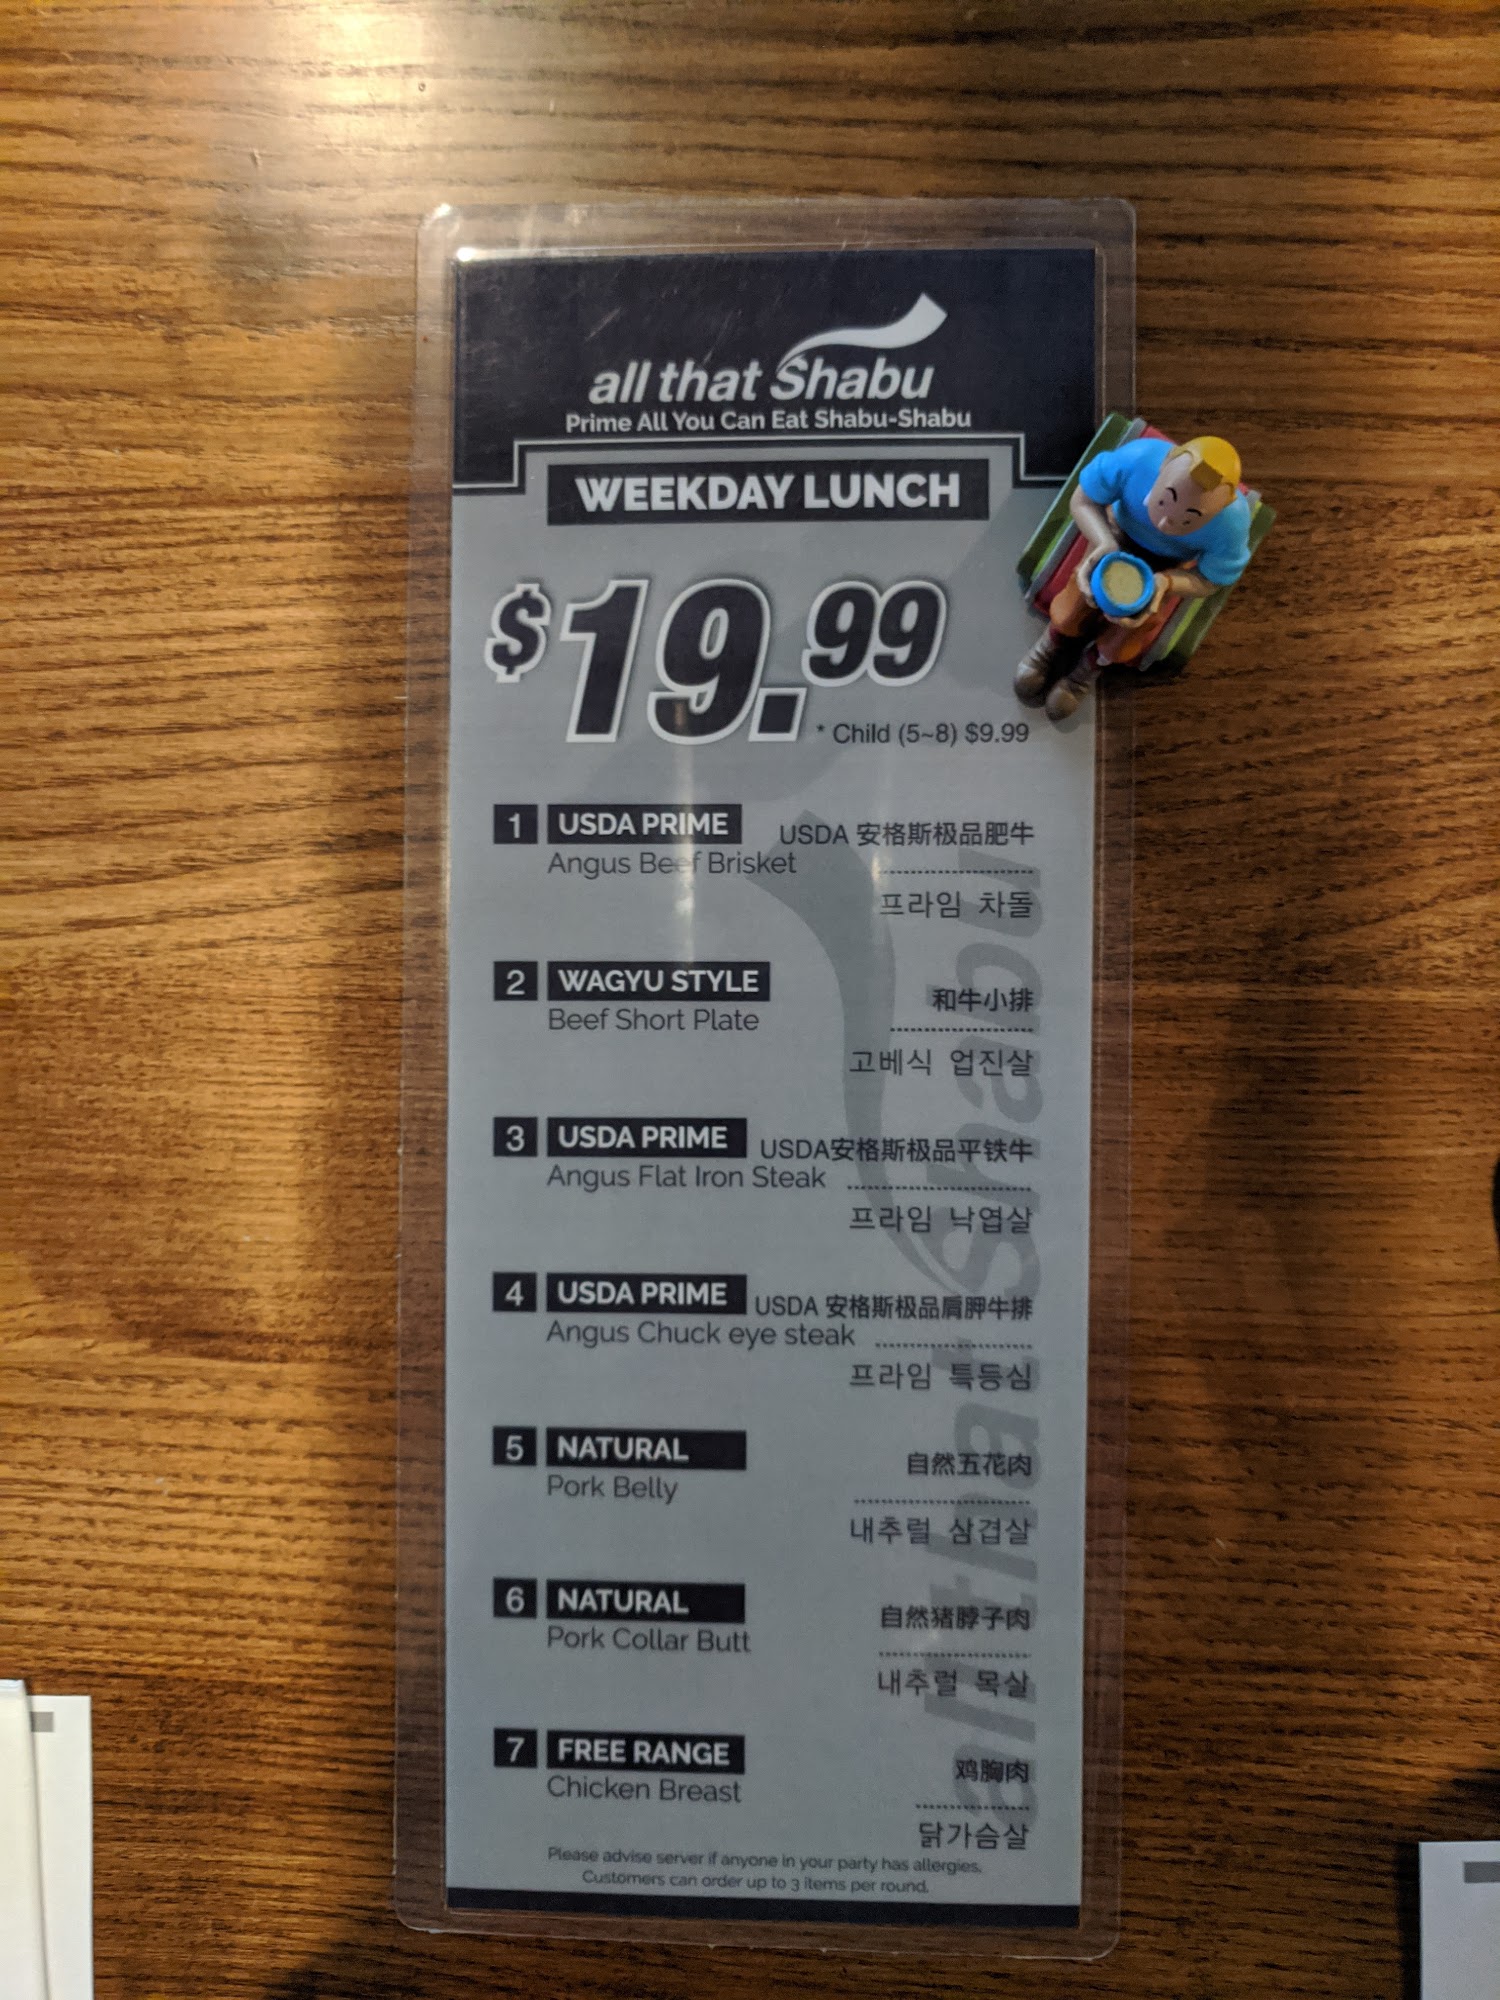 all that Shabu
Prime All You Can Eat Shabu-Shabu
WEEKDAY LUNCH
$19.99
* Child (5~8) $9.99
1 USDA PRIME USDA 安格斯极品肥牛
Angus Beef Brisket
프라임 차돌
2 WAGYU STYLE 和牛小排
Beef Short Plate
고베식 업진살
3 USDA PRIME USDA安格斯极品平铁牛
Angus Flat Iron Steak
프라임 낙엽살
4 USDA PRIME USDA 安格斯极品肩胛牛排
Angus Chuck eye steak
프라임 특등심
5 NATURAL 自然五花肉
Pork Belly
내추럴 삼겹살
6 NATURAL 自然猪脖子肉
Pork Collar Butt
내추럴 목살
7 FREE RANGE 鸡胸肉
Chicken Breast
닭가슴살
Please advise server if anyone in your party has allergies.
Customers can order up to 3 items per round.
all that Shabu